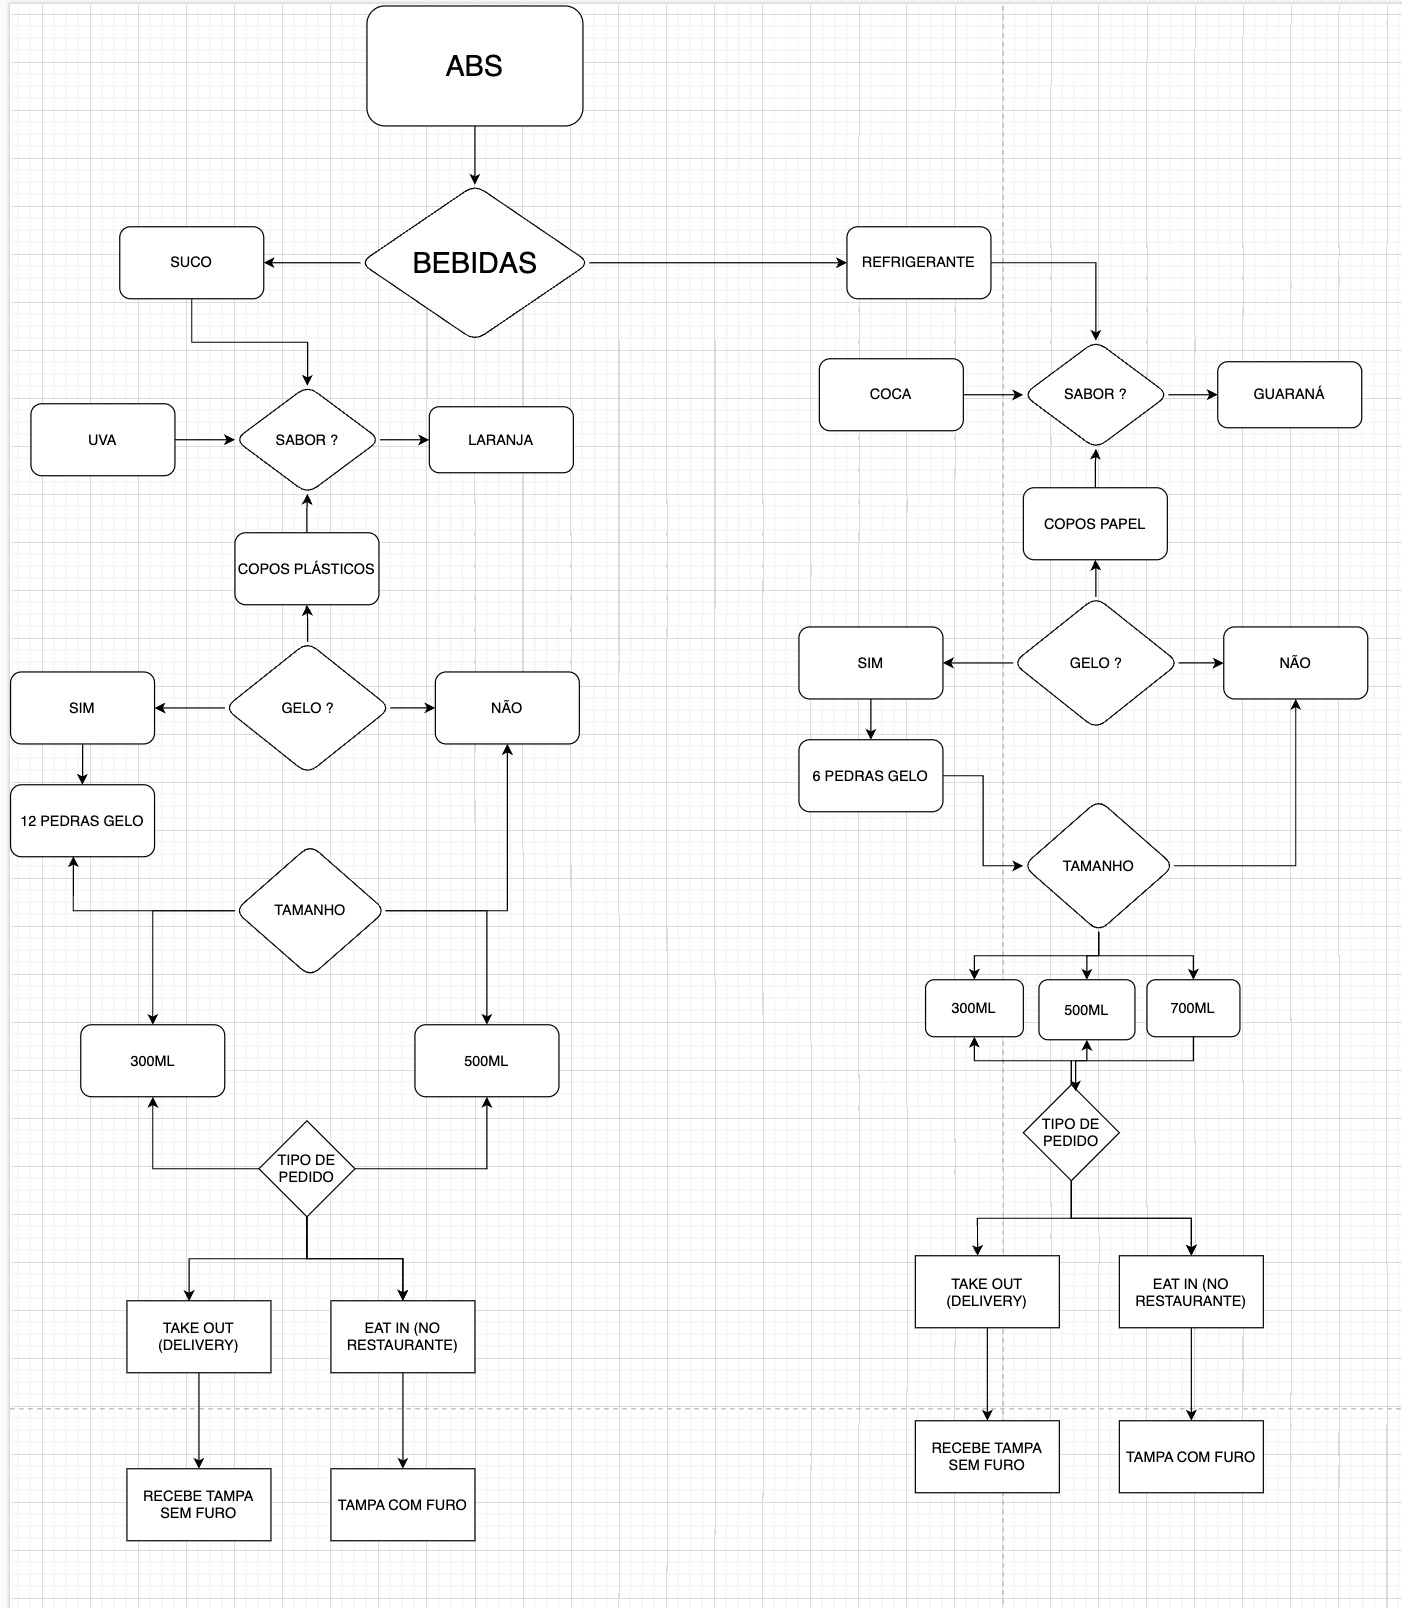 ABS
BEBIDAS
SUCO
REFRIGERANTE
UVA
SABOR ?
LARANJA
COCA
SABOR ?
GUARANÁ
COPOS PLÁSTICOS
COPOS PAPEL
SIM
GELO ?
NÃO
SIM
GELO ?
NÃO
12 PEDRAS GELO
6 PEDRAS GELO
TAMANHO
TAMANHO
300ML
500ML
300ML
500ML
700ML
TIPO DE
PEDIDO
TIPO DE
PEDIDO
TAKE OUT
(DELIVERY)
EAT IN (NO
RESTAURANTE)
TAKE OUT
(DELIVERY)
EAT IN (NO
RESTAURANTE)
RECEBE TAMPA
SEM FURO
TAMPA COM FURO
RECEBE TAMPA
SEM FURO
TAMPA COM FURO